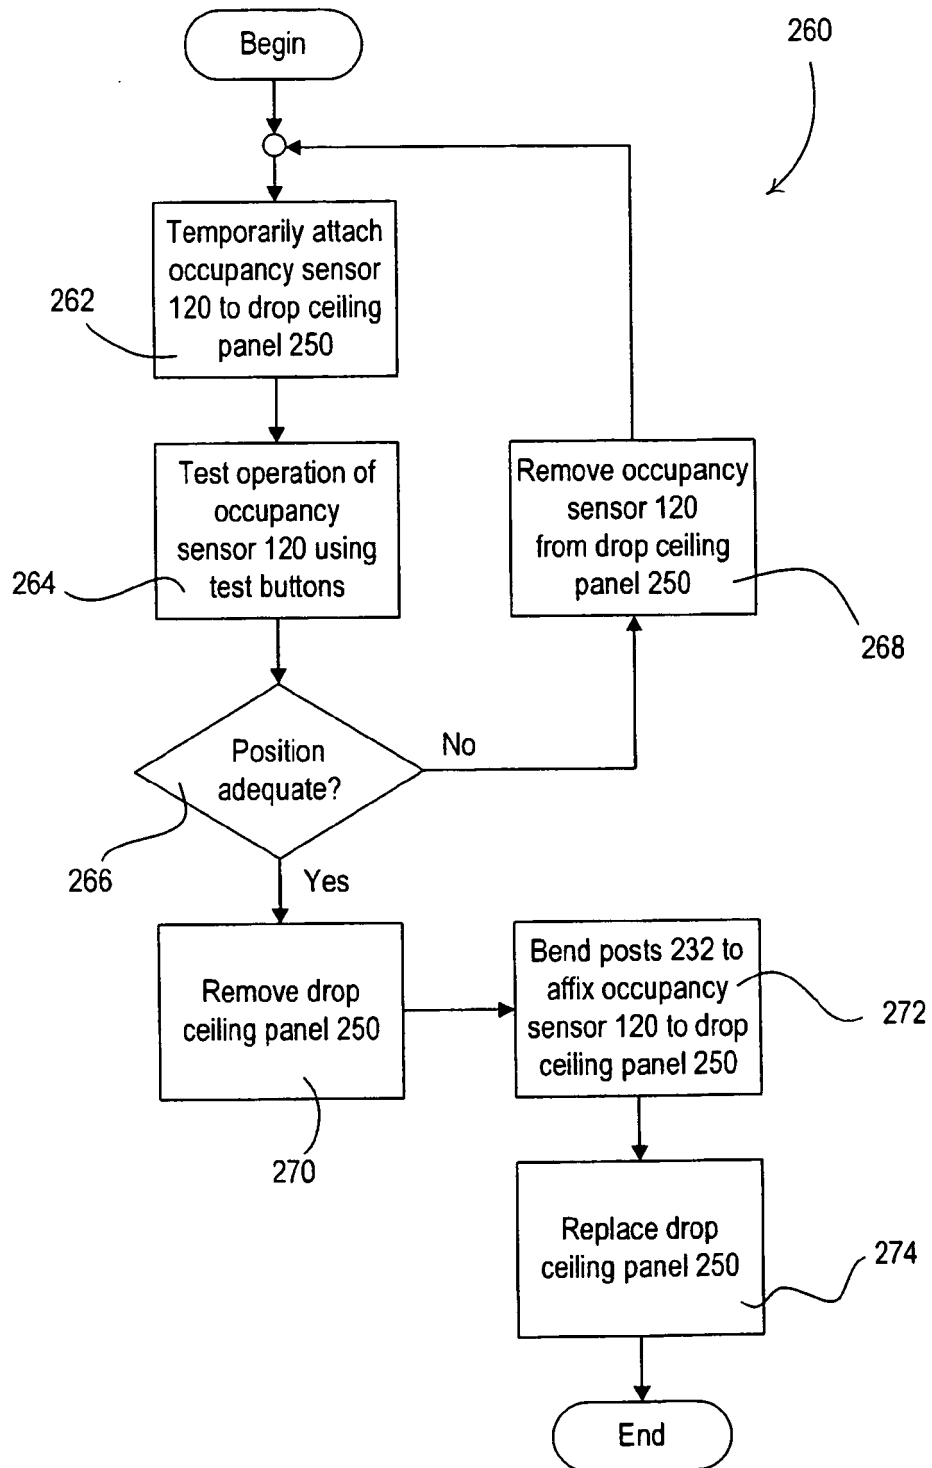 Begin
260
Temporarily attach
occupancy sensor
120 to drop ceiling
panel 250
262
Test operation of
occupancy
sensor 120 using
test buttons
264
Remove occupancy
sensor 120
from drop ceiling
panel 250
268
Position
adequate?
No
266
Yes
Remove drop
ceiling panel 250
270
Bend posts 232 to
affix occupancy
sensor 120 to drop
ceiling panel 250
272
Replace drop
ceiling panel 250
274
End